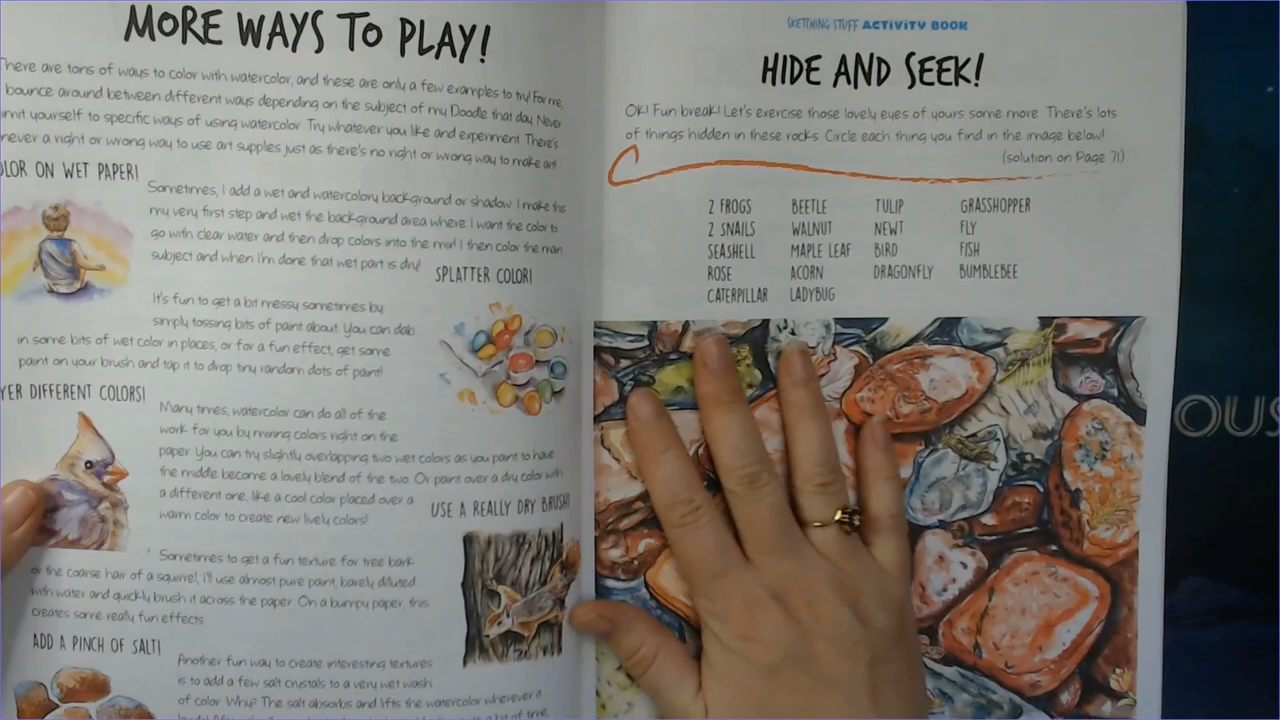 MORE WAYS TO PLAY!
There are tons of ways to color with watercolor, and these are only a few examples to try! For me,
bounce around between different ways depending on the subject of my Doodle that day. Never
limit yourself to specific ways of using watercolor. Try whatever you like and experiment. There's
never a right or wrong way to use art supplies just as there's no right or wrong way to make art!
OLOR ON WET PAPER!
Sometimes, I add a wet and watercolory background or shadow. I make this
my very first step and wet the background area where I want the color to
go with clear water and then drop colors into the mix! I then color the main
subject and when I'm done that wet part is dry!
SPLATTER COLOR!
It's fun to get a bit messy sometimes by
simply tossing bits of paint about. You can dab
in some bits of wet color in places, or for a fun effect, get some
paint on your brush and tap it to drop tiny random dots of paint!
YER DIFFERENT COLORS!
Many times, watercolor can do all of the
work for you by mixing colors right on the
paper. You can try slightly overlapping two wet colors as you paint to have
the middle become a lovely blend of the two. Or paint over a dry color with
a different one, like a cool color placed over a
warm color to create new lively colors!
USE A REALLY DRY BRUSH!
Sometimes to get a fun texture for tree bark
or the coarse hair of a squirrel, I'll use almost pure paint, barely diluted
with water and quickly brush it across the paper. On a bumpy paper, this
creates some really fun effects.
ADD A PINCH OF SALT!
Another fun way to create interesting textures
is to add a few salt crystals to a very wet wash
of color. Why? The salt absorbs and lifts the watercolor wherever it
SKETCHING STUFF ACTIVITY BOOK
HIDE AND SEEK!
Ok! Fun break! Let's exercise those lovely eyes of yours some more. There's lots
of things hidden in these rocks. Circle each thing you find in the image below!
(solution on Page 71)
2 FROGS BEETLE TULIP GRASSHOPPER
2 SNAILS WALNUT NEWT FLY
SEASHELL MAPLE LEAF BIRD FISH
ROSE ACORN DRAGONFLY BUMBLEBEE
CATERPILLAR LADYBUG
OUS